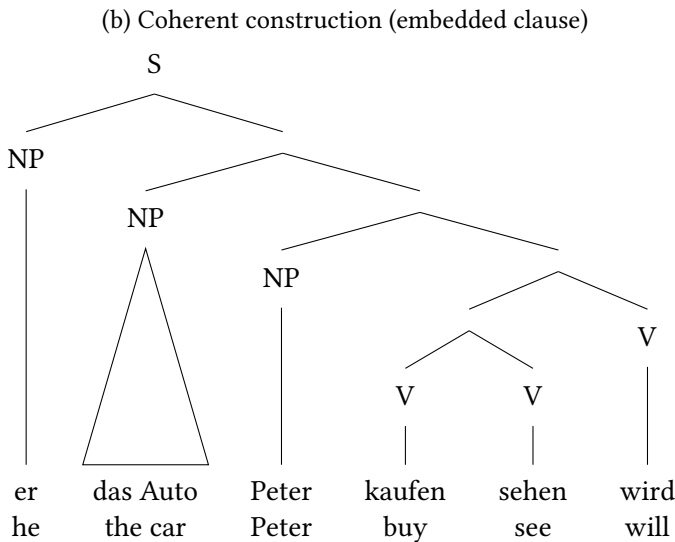 (b) Coherent construction (embedded clause)
S
NP
NP
NP
V
V V
er das Auto Peter kaufen sehen wird
he the car Peter buy see will